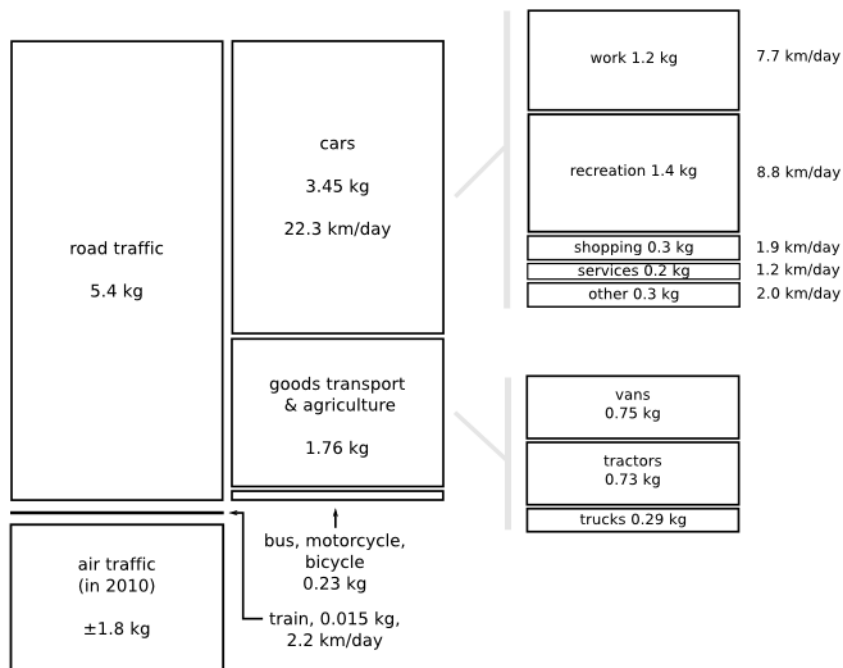 road traffic
5.4 kg
cars
3.45 kg
22.3 km/day
goods transport
& agriculture
1.76 kg
bus, motorcycle,
bicycle
0.23 kg
train, 0.015 kg,
2.2 km/day
air traffic
(in 2010)
±1.8 kg
work 1.2 kg 7.7 km/day
recreation 1.4 kg 8.8 km/day
shopping 0.3 kg 1.9 km/day
services 0.2 kg 1.2 km/day
other 0.3 kg 2.0 km/day
vans
0.75 kg
tractors
0.73 kg
trucks 0.29 kg